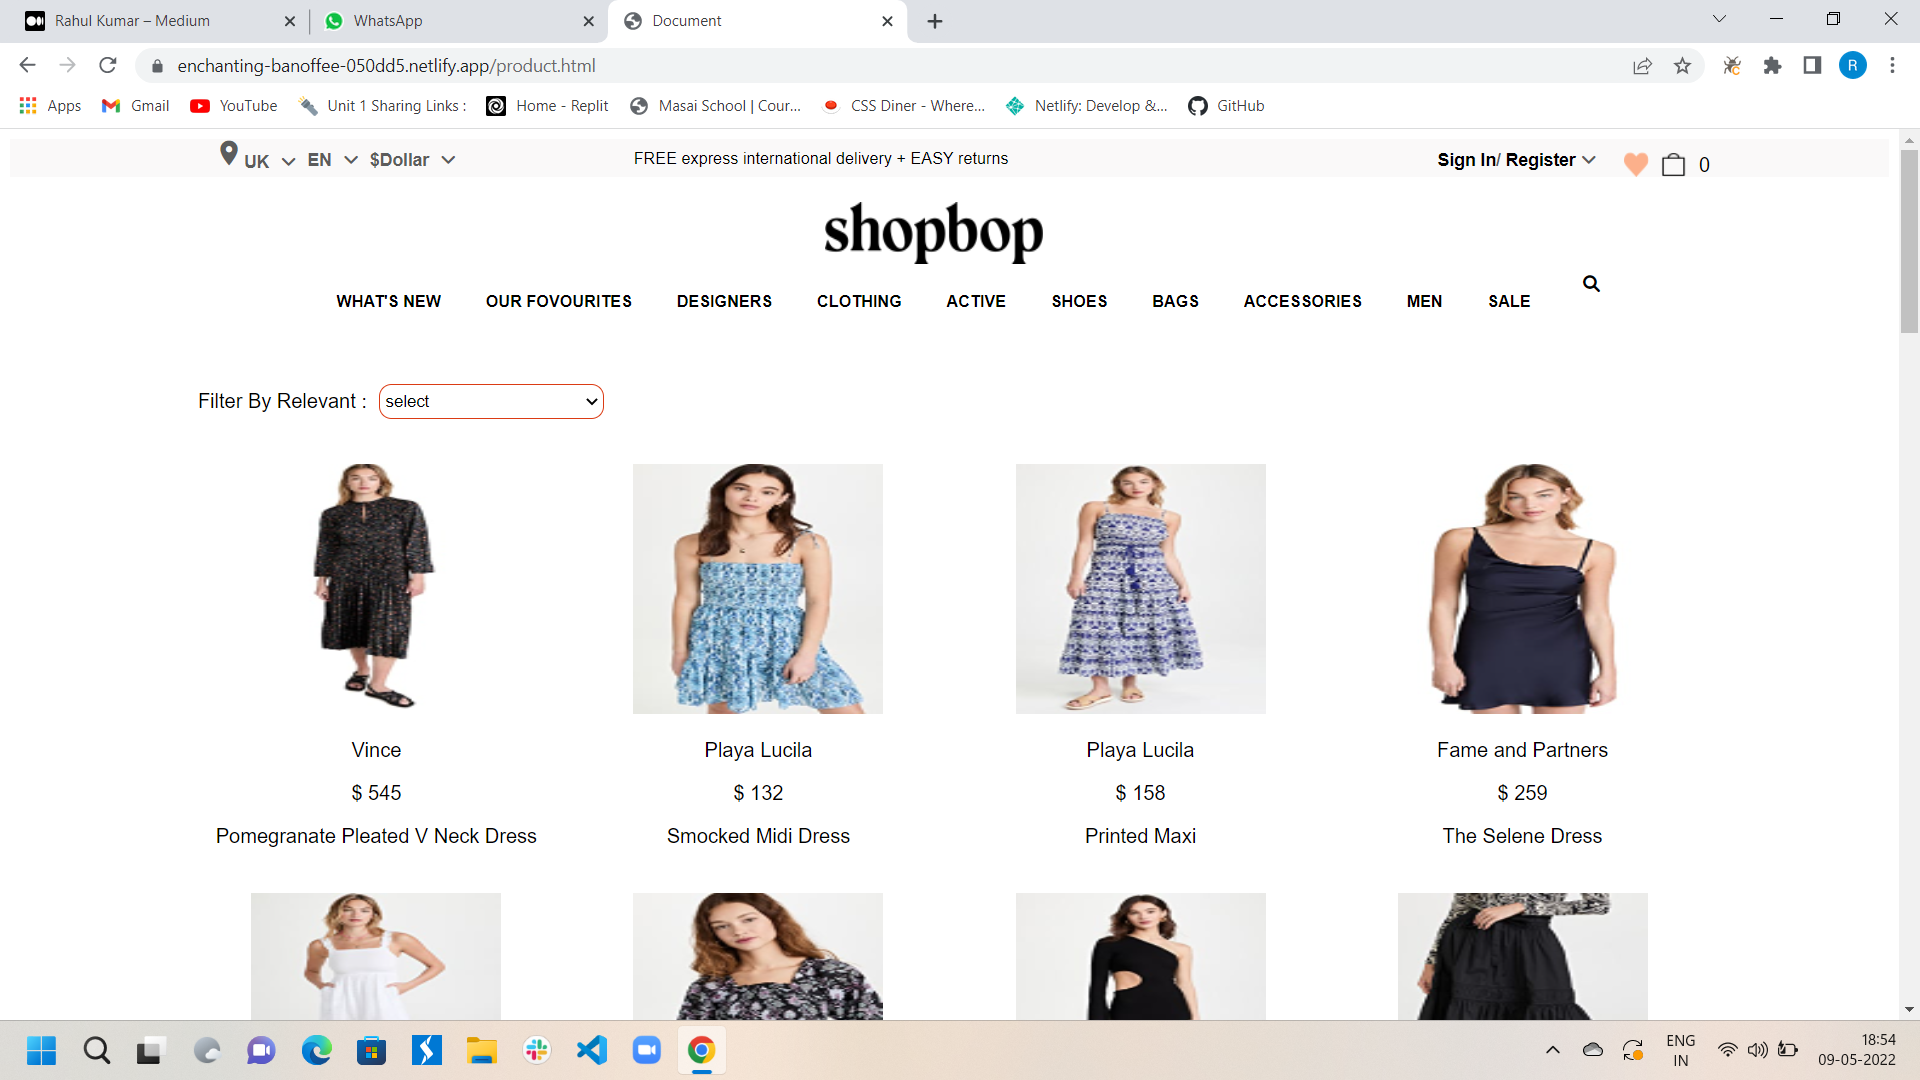 Rahul Kumar – Medium
WhatsApp
Document
enchanting-banoffee-050dd5.netlify.app/product.html
R
Apps
Gmail
YouTube
Unit 1 Sharing Links :
Home - Replit
Masai School | Cour...
CSS Diner - Where...
Netlify: Develop &...
GitHub
UK
EN
$Dollar
FREE express international delivery + EASY returns
Sign In/ Register
0
shopbop
WHAT'S NEW
OUR FOVOURITES
DESIGNERS
CLOTHING
ACTIVE
SHOES
BAGS
ACCESSORIES
MEN
SALE
Filter By Relevant :
select
Vince
$ 545
Pomegranate Pleated V Neck Dress
Playa Lucila
$ 132
Smocked Midi Dress
Playa Lucila
$ 158
Printed Maxi
Fame and Partners
$ 259
The Selene Dress
ENG
IN
18:54
09-05-2022